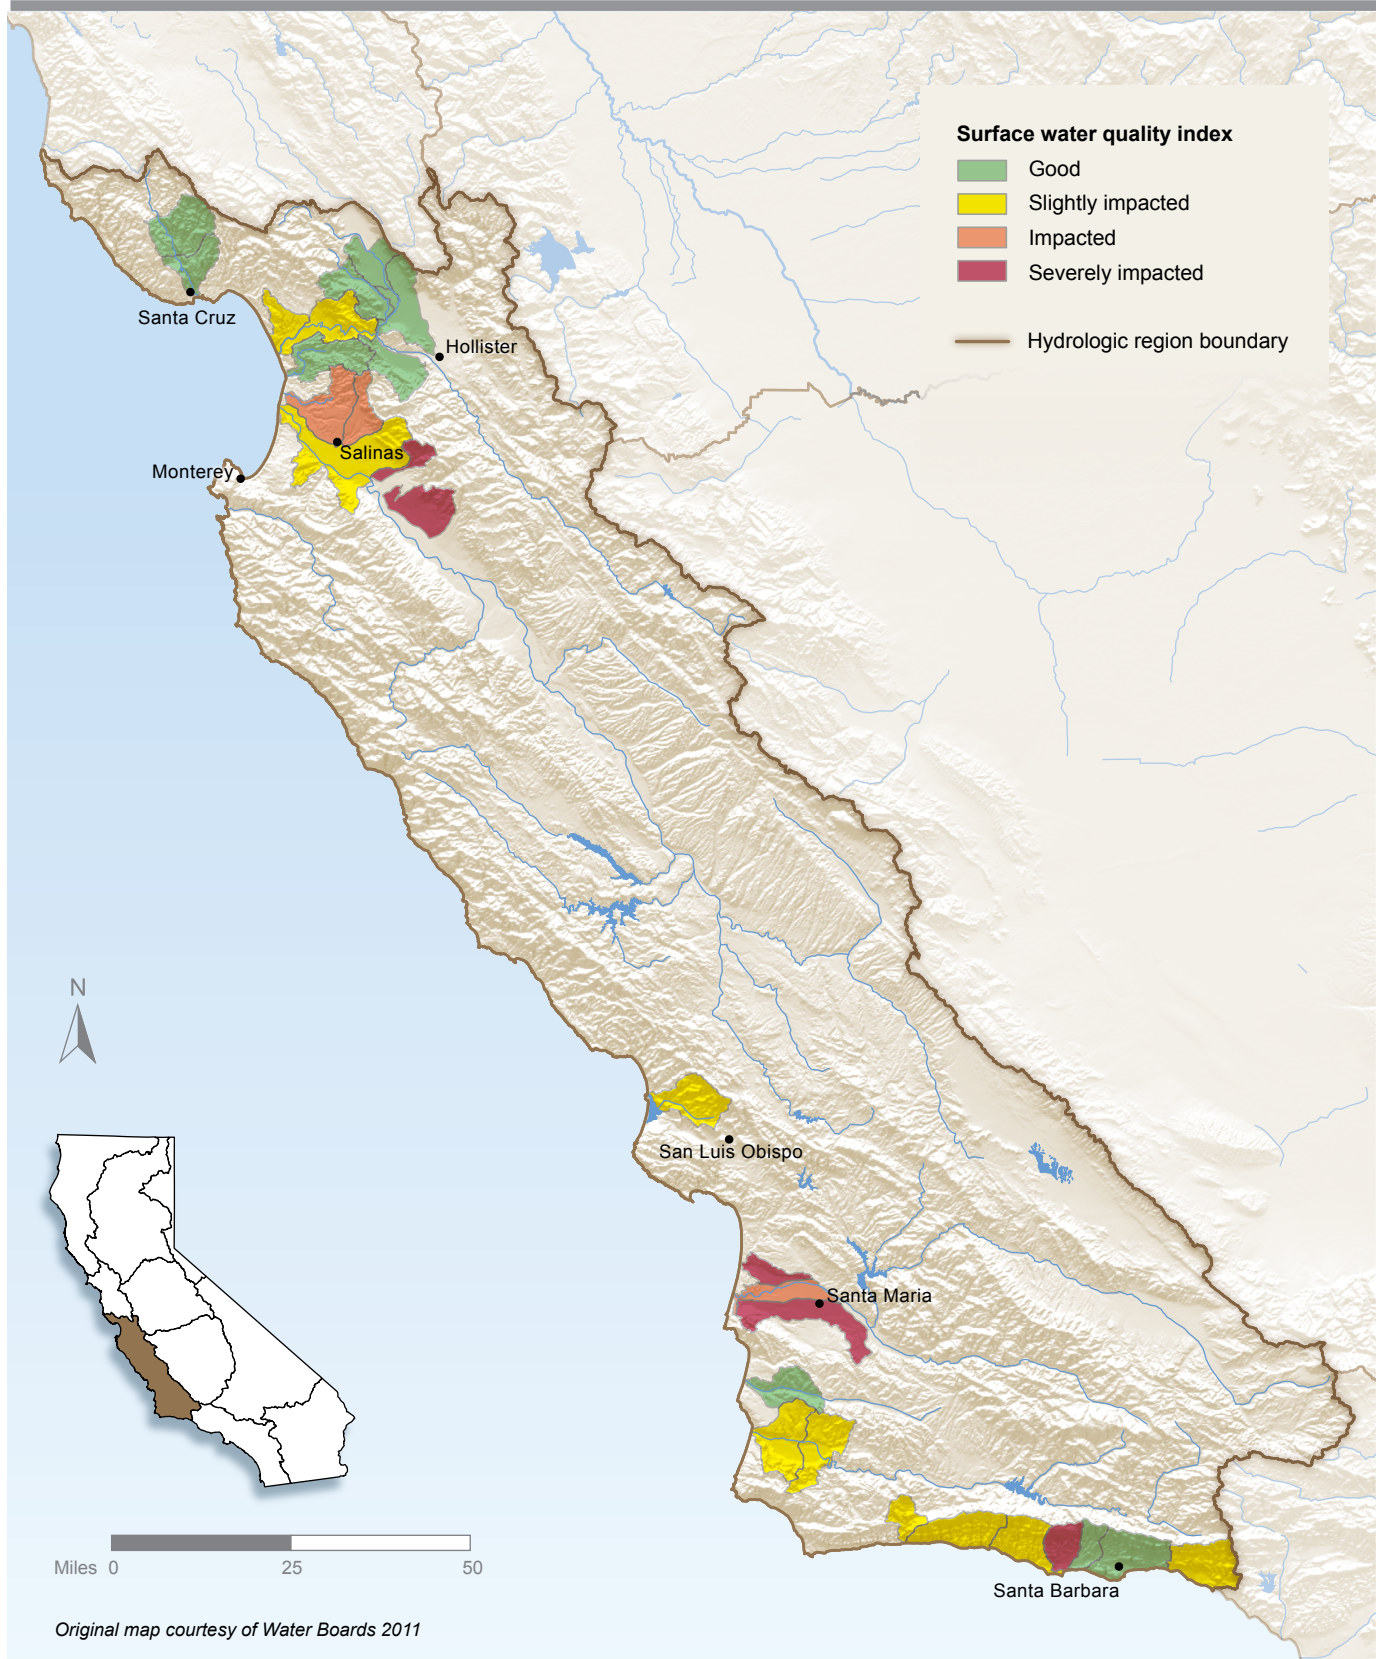 Surface water quality index
Good
Slightly impacted
Impacted
Severely impacted
Hydrologic region boundary
Santa Cruz
Hollister
Salinas
Monterey
N
San Luis Obispo
Santa Maria
Santa Barbara
Miles 0 25 50
Original map courtesy of Water Boards 2011